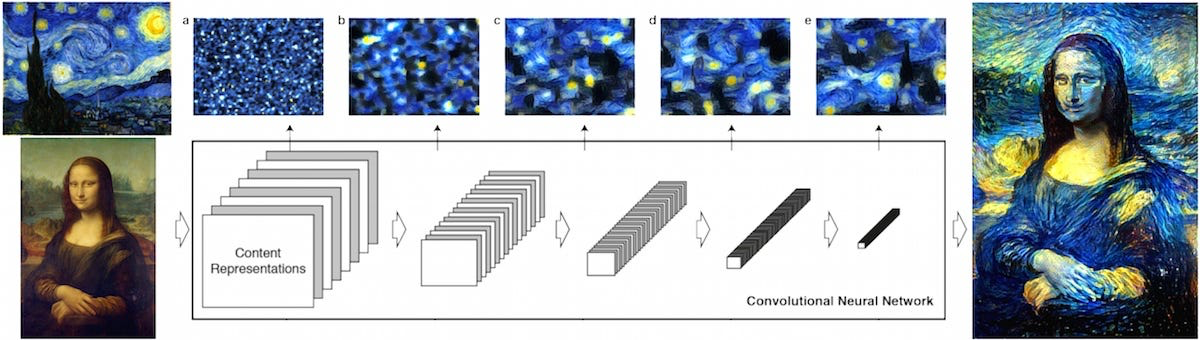 a
b
c
d
e
Content
Representations
Convolutional Neural Network